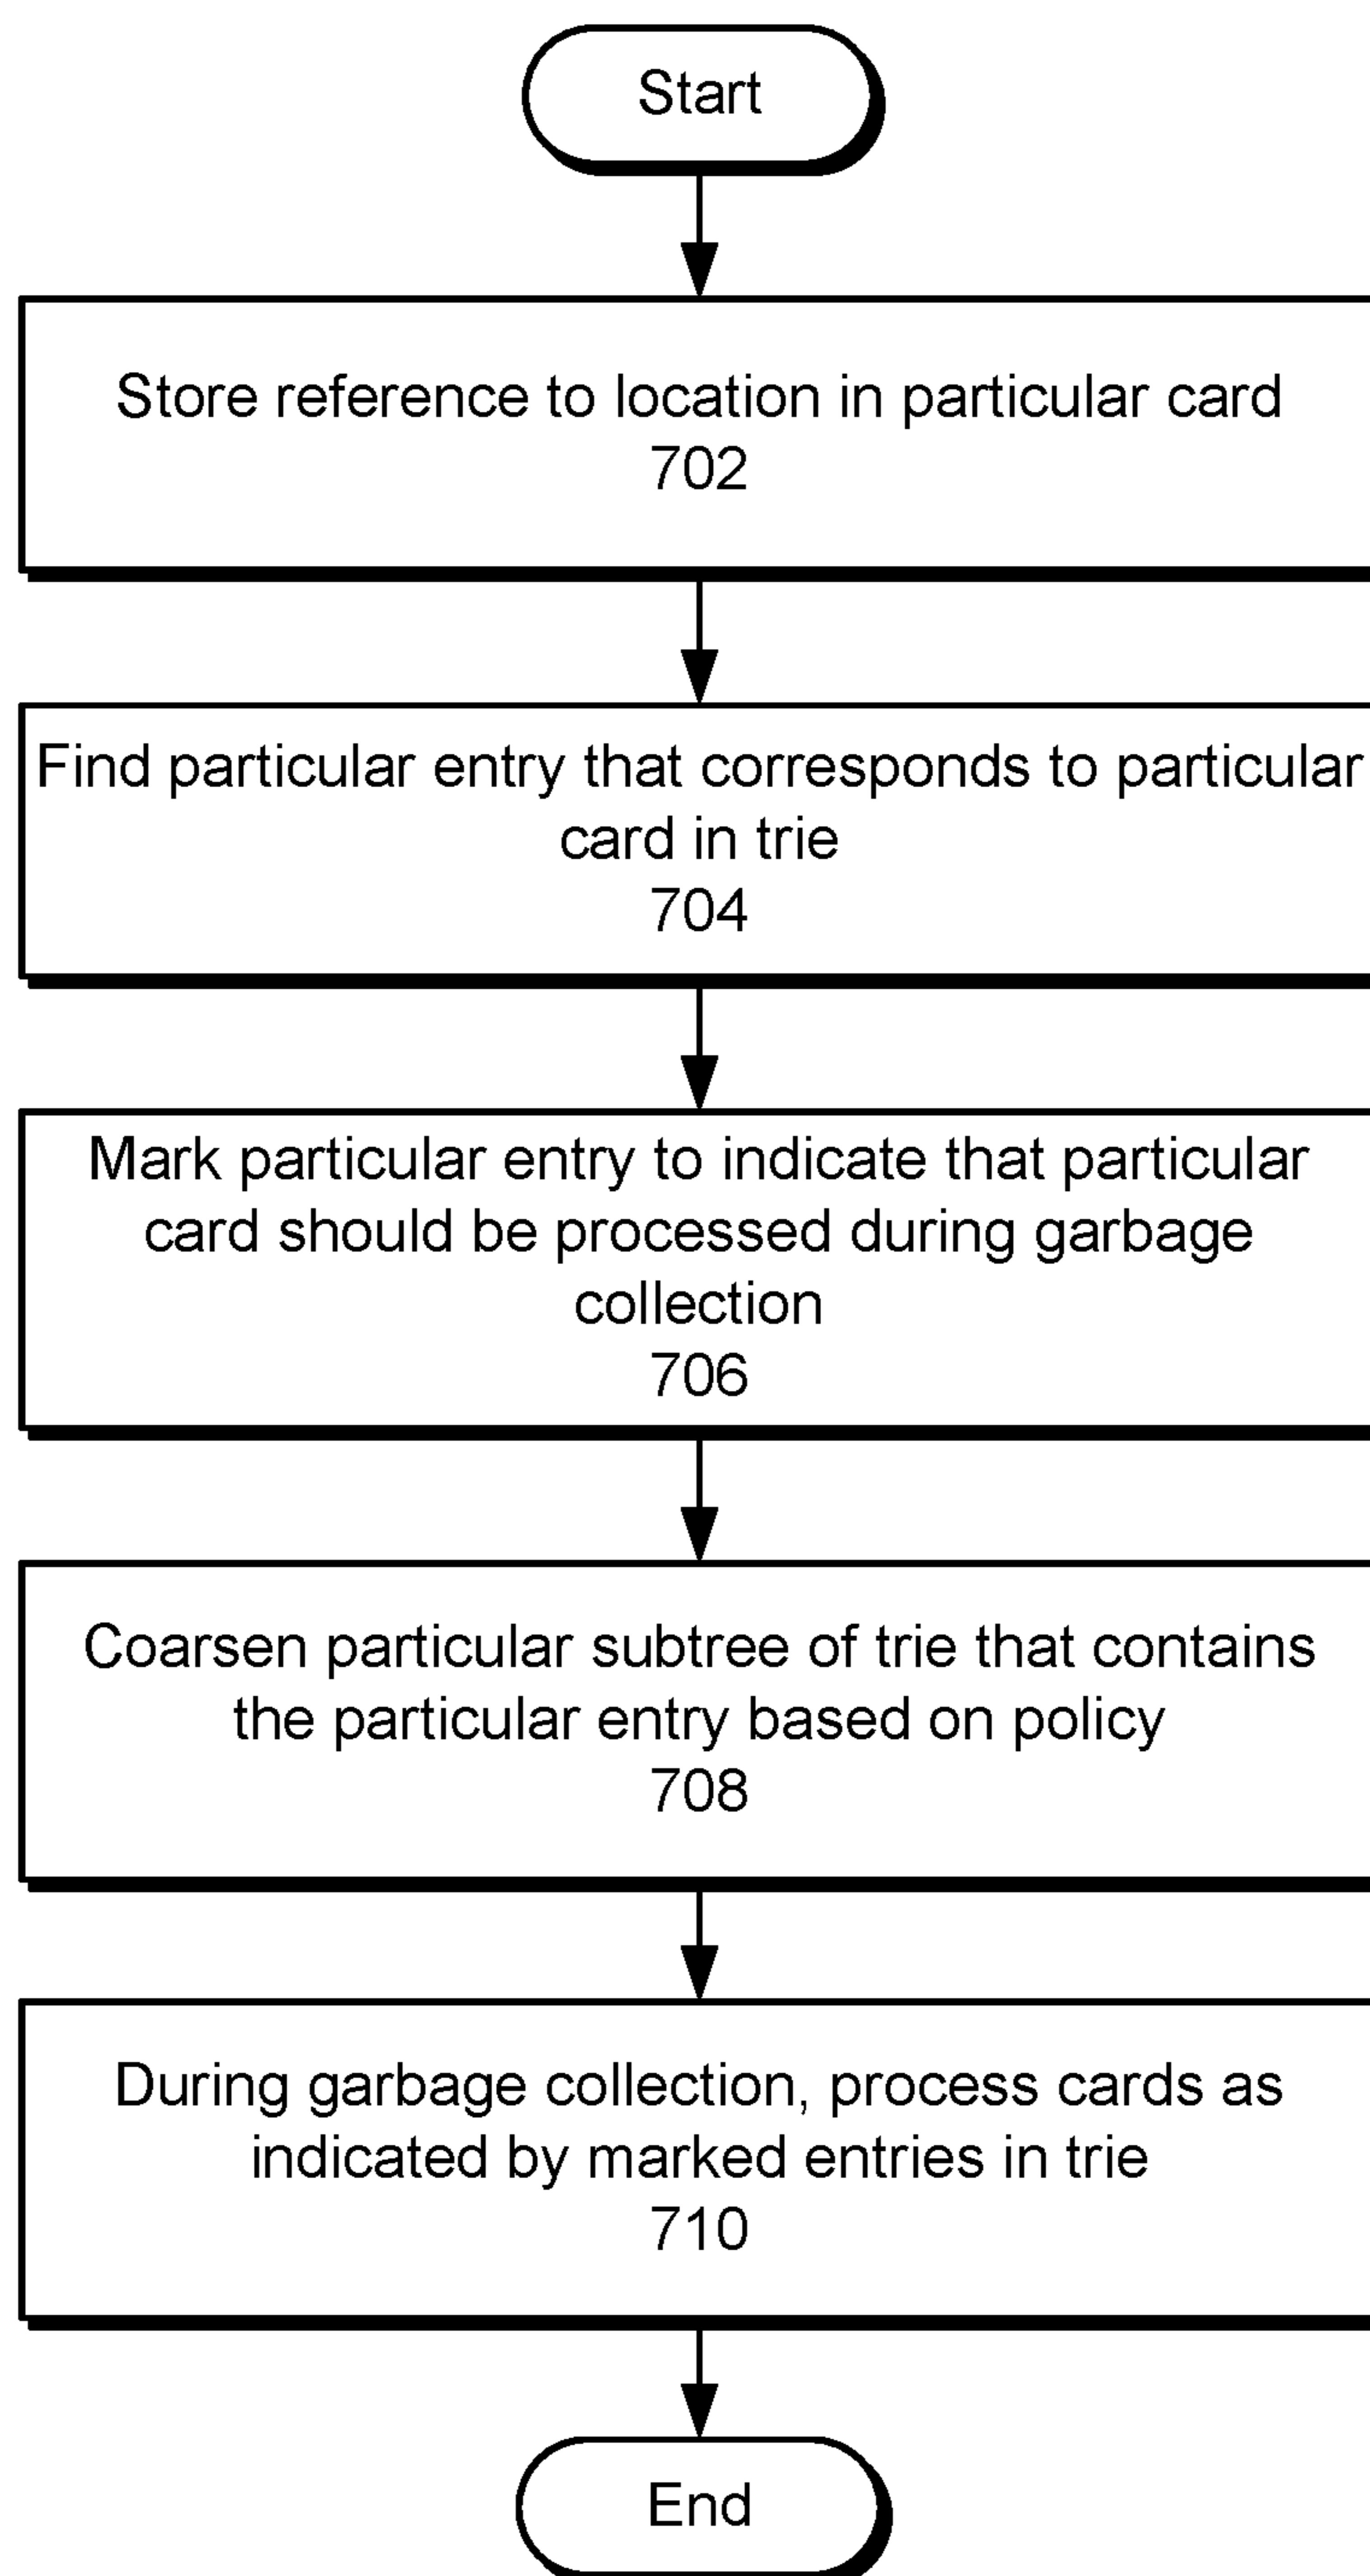 Start
Store reference to location in particular card
702
Find particular entry that corresponds to particular
card in trie
704
Mark particular entry to indicate that particular
card should be processed during garbage
collection
706
Coarsen particular subtree of trie that contains
the particular entry based on policy
708
During garbage collection, process cards as
indicated by marked entries in trie
710
End